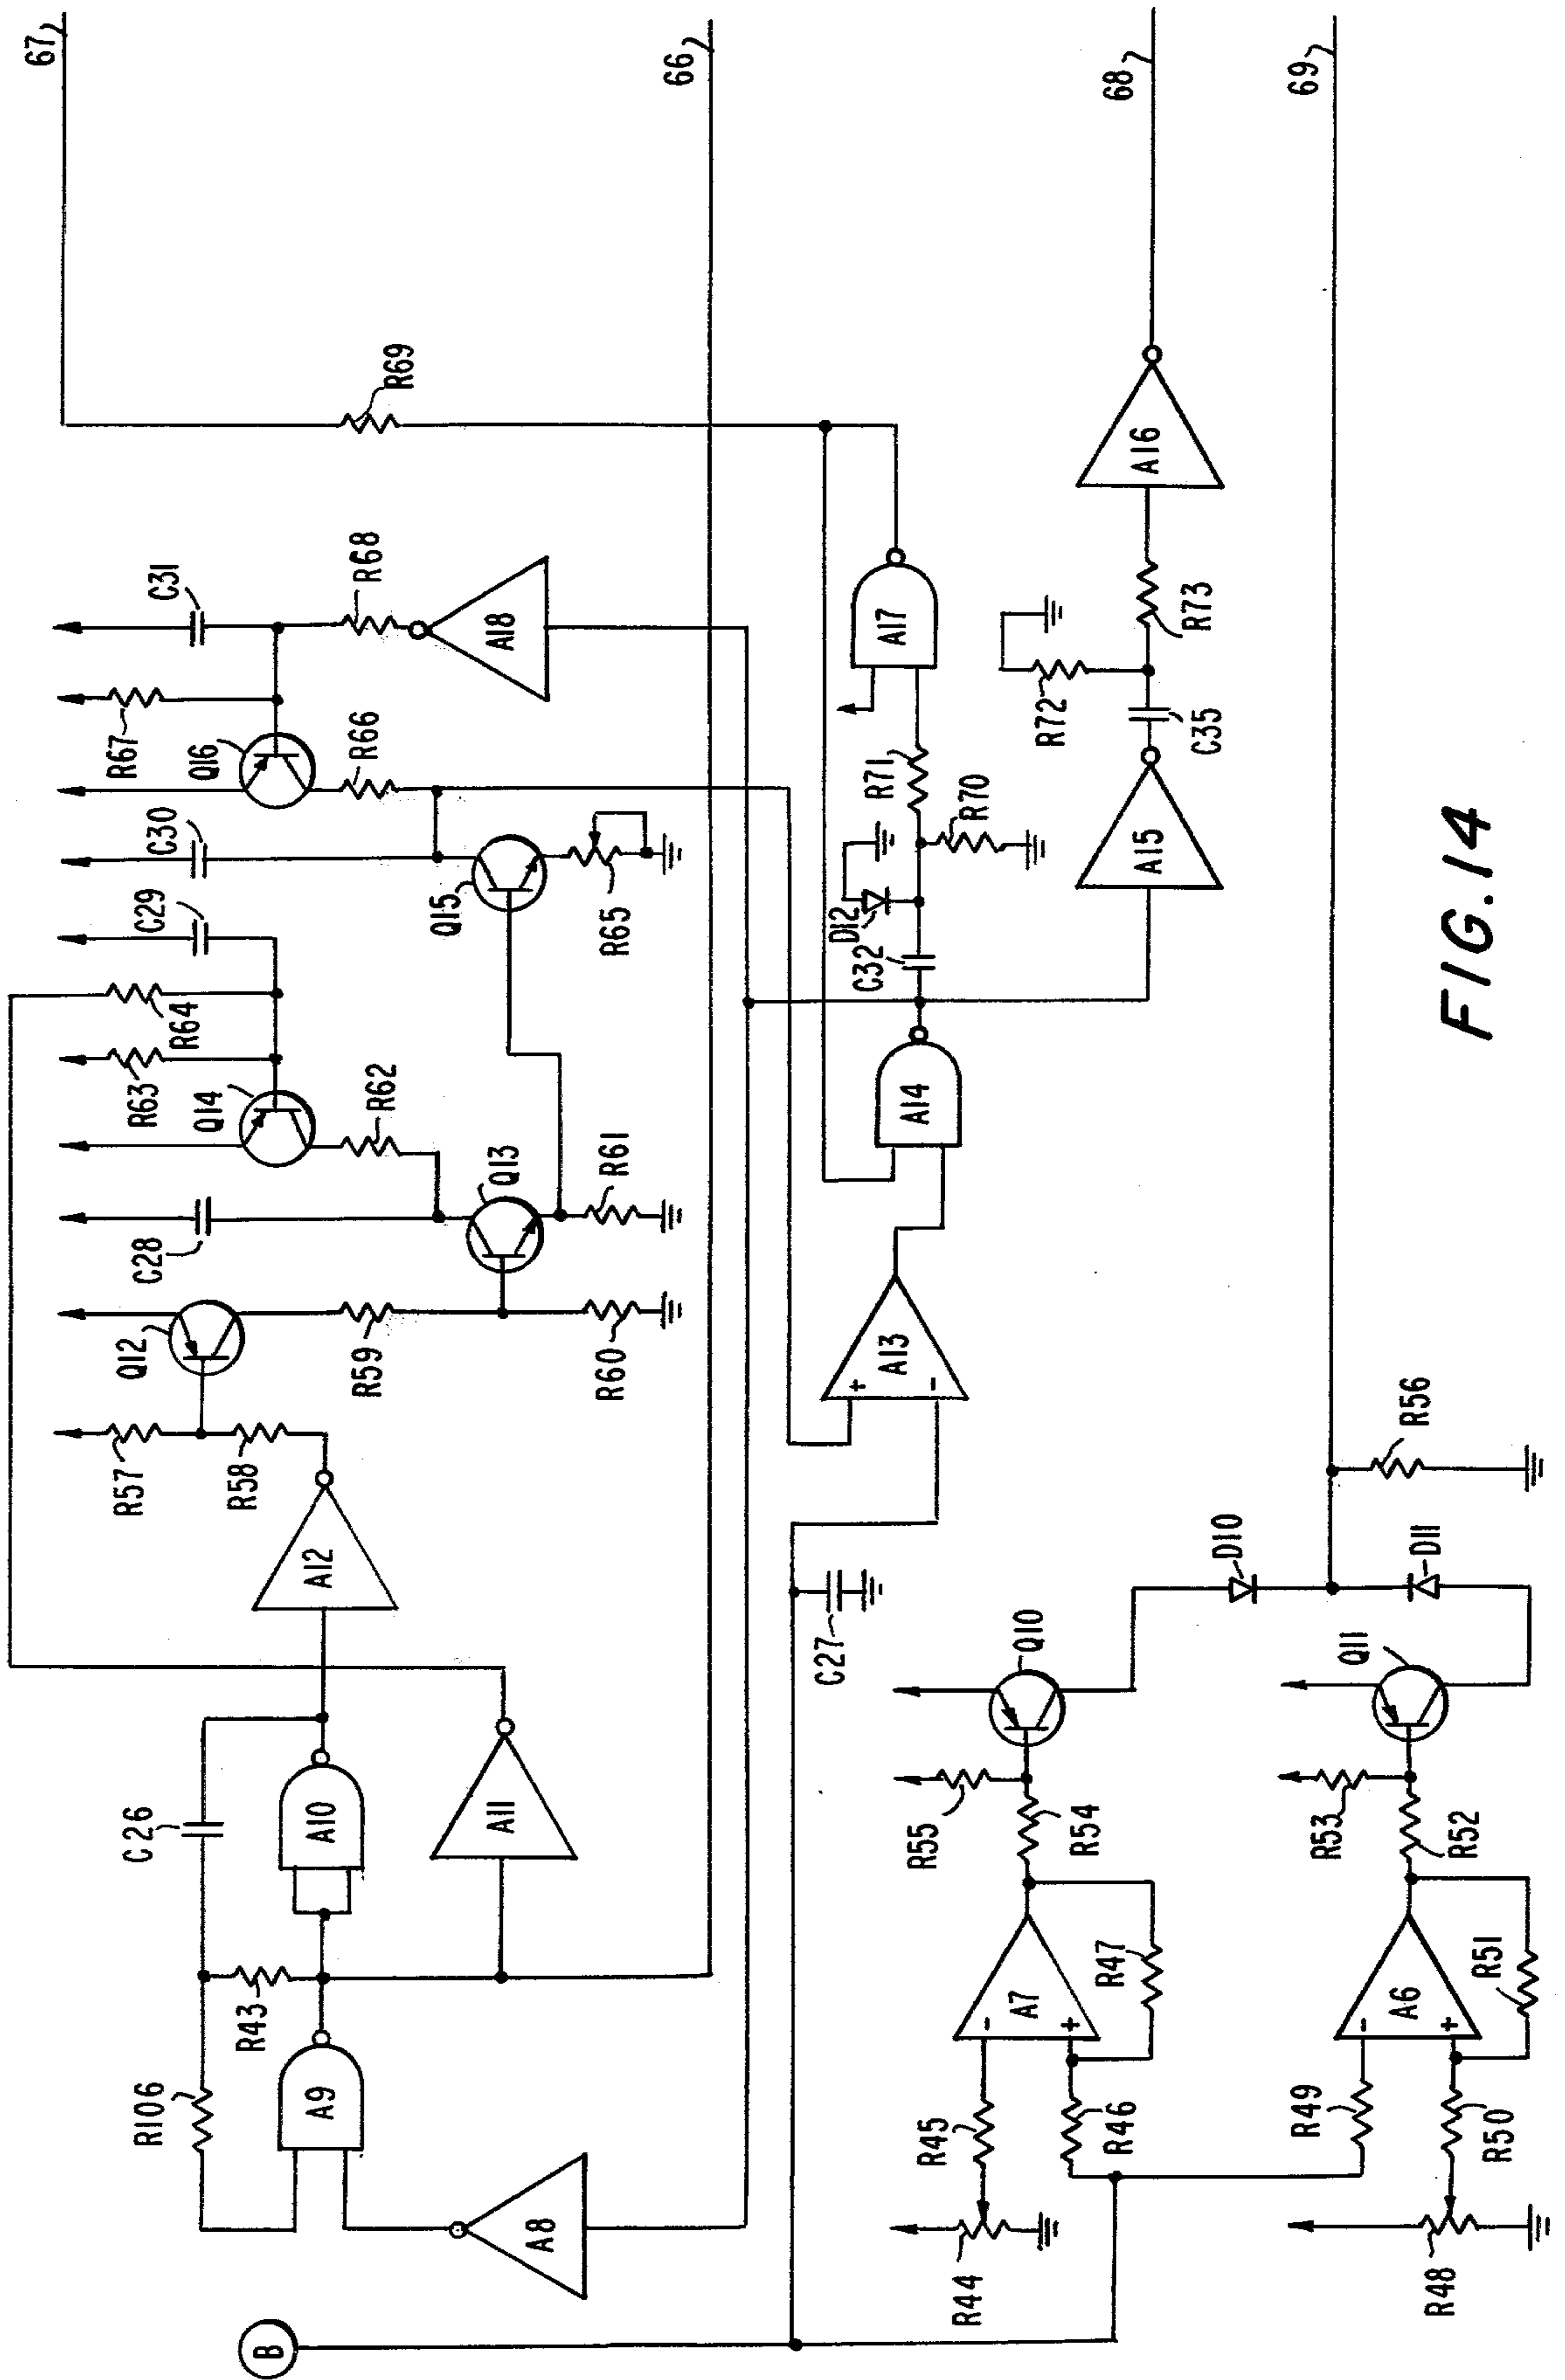 67
66
68
69
R69
C31
R68
A18
R67
Q16
R66
C30
Q15
R65
C29
R64
R63
Q14
R62
C28
Q13
R61
Q12
R59
R60
R57
R58
A12
C26
A10
A11
R43
R106
A9
A8
B
A17
R71
R70
D12
C32
A14
A13
C27
A16
R73
R72
C35
A15
R56
D10
D11
Q10
Q11
R55
R54
R53
R52
A7
R47
A6
R51
R45
R46
R49
R50
R44
R48
+
-
-
+
-
+
FIG.14